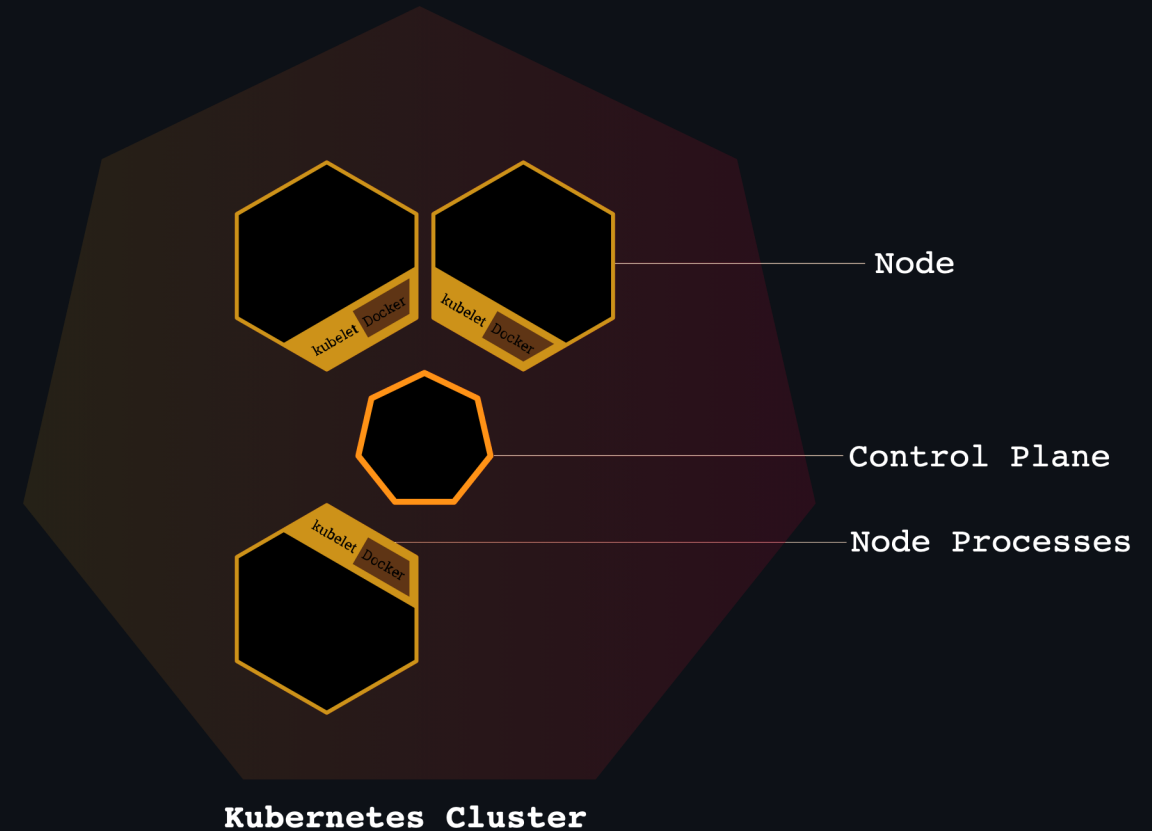 Node
kubelet
Docker
kubelet
Docker
Control Plane
kubelet
Docker
Node Processes
Kubernetes Cluster